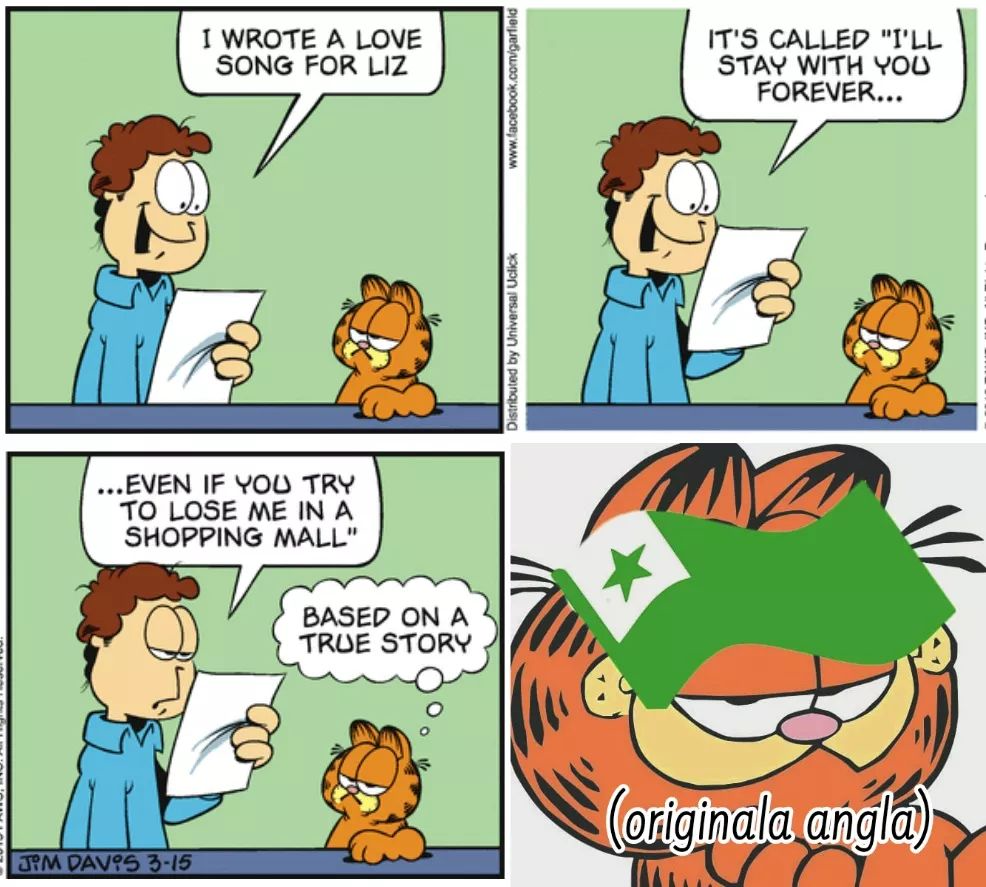 I WROTE A LOVE
SONG FOR LIZ
www.facebook.com/garfield
Distributed by Universal Uclick
IT'S CALLED "I'LL
STAY WITH YOU
FOREVER...
...EVEN IF YOU TRY
TO LOSE ME IN A
SHOPPING MALL"
BASED ON A
TRUE STORY
JIM DAVIS 3-15
(originala angla)